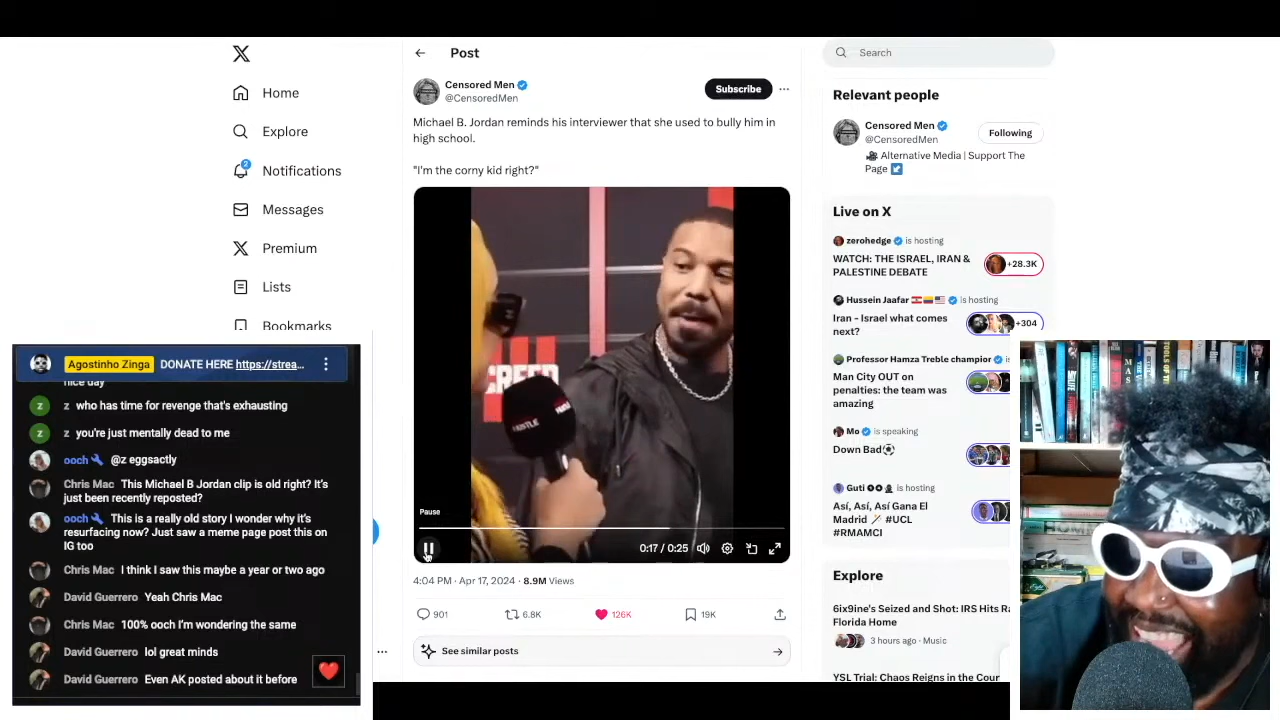 Post
Home
Explore
2
Notifications
Messages
Premium
Lists
Bookmarks
Censored Men
@CensoredMen
Subscribe
Michael B. Jordan reminds his interviewer that she used to bully him in
high school.
"I'm the corny kid right?"
CREED
HUSTLE
Pause
0:17 / 0:25
4:04 PM · Apr 17, 2024 · 8.9M Views
901
6.8K
126K
19K
See similar posts
Search
Relevant people
Censored Men
@CensoredMen
Following
Alternative Media | Support The
Page
Live on X
zerohedge is hosting
WATCH: THE ISRAEL, IRAN &
PALESTINE DEBATE
+28.3K
Hussein Jaafar is hosting
Iran - Israel what comes
next?
+304
Professor Hamza Treble champion
Man City OUT on
penalties: the team was
amazing
Mo is speaking
Down Bad
Guti is hosting
Así, Así, Así Gana El
Madrid #UCL
#RMAMCI
Explore
6ix9ine's Seized and Shot: IRS Hits
Florida Home
3 hours ago · Music
YSL Trial: Chaos Reigns in the
Agostinho Zinga DONATE HERE https://strea...
nice day
z z who has time for revenge that's exhausting
z z you're just mentally dead to me
ooch @z eggsactly
Chris Mac This Michael B Jordan clip is old right? It's
just been recently reposted?
ooch This is a really old story I wonder why it's
resurfacing now? Just saw a meme page post this on
IG too
Chris Mac I think I saw this maybe a year or two ago
David Guerrero Yeah Chris Mac
Chris Mac 100% ooch I'm wondering the same
David Guerrero lol great minds
David Guerrero Even AK posted about it before